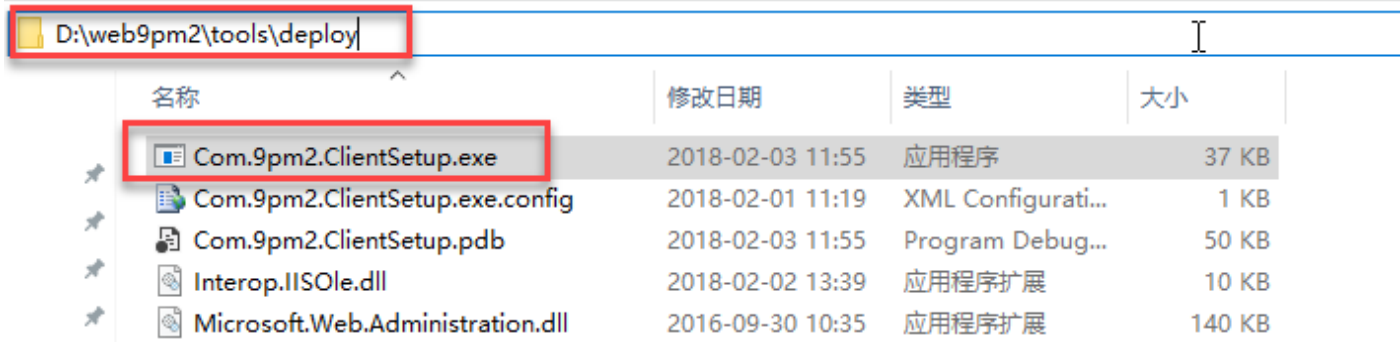 D:\web9pm2\tools\deploy
名称 修改日期 类型 大小
Com.9pm2.ClientSetup.exe 2018-02-03 11:55 应用程序 37 KB
Com.9pm2.ClientSetup.exe.config 2018-02-01 11:19 XML Configurati... 1 KB
Com.9pm2.ClientSetup.pdb 2018-02-03 11:55 Program Debug... 50 KB
Interop.IISOle.dll 2018-02-02 13:39 应用程序扩展 10 KB
Microsoft.Web.Administration.dll 2016-09-30 10:35 应用程序扩展 140 KB